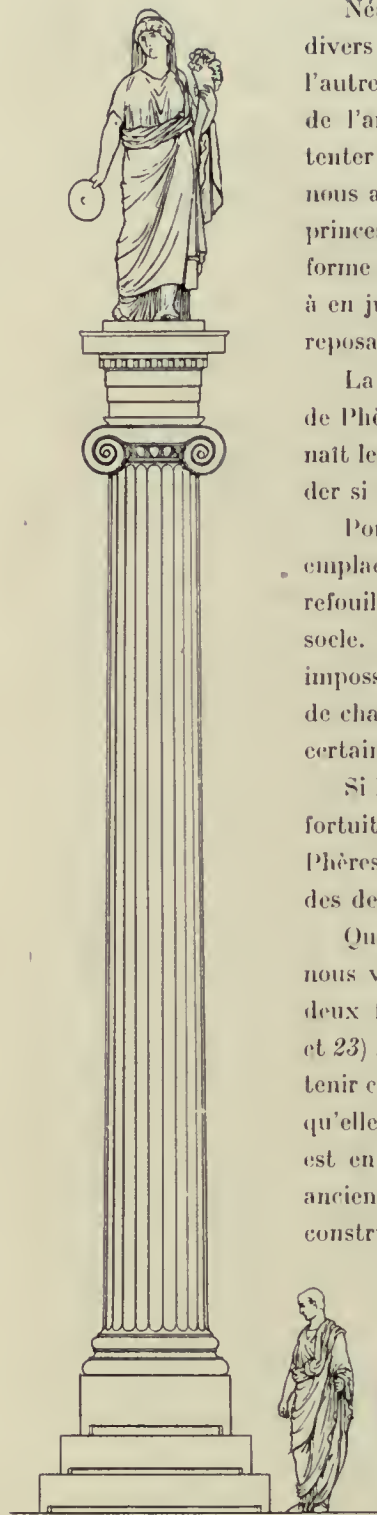 divers
l'autre
de l'a
tenter
nous a
prince
forme
à en j
reposa
La
de Phè
naît le
der si
Po
empla
refouil
socle.
imposs
de cha
certain
Si
fortuit
Phères
des de
Qu
nous v
deux
et 23)
tenir c
qu'elle
est en
ancien
constr